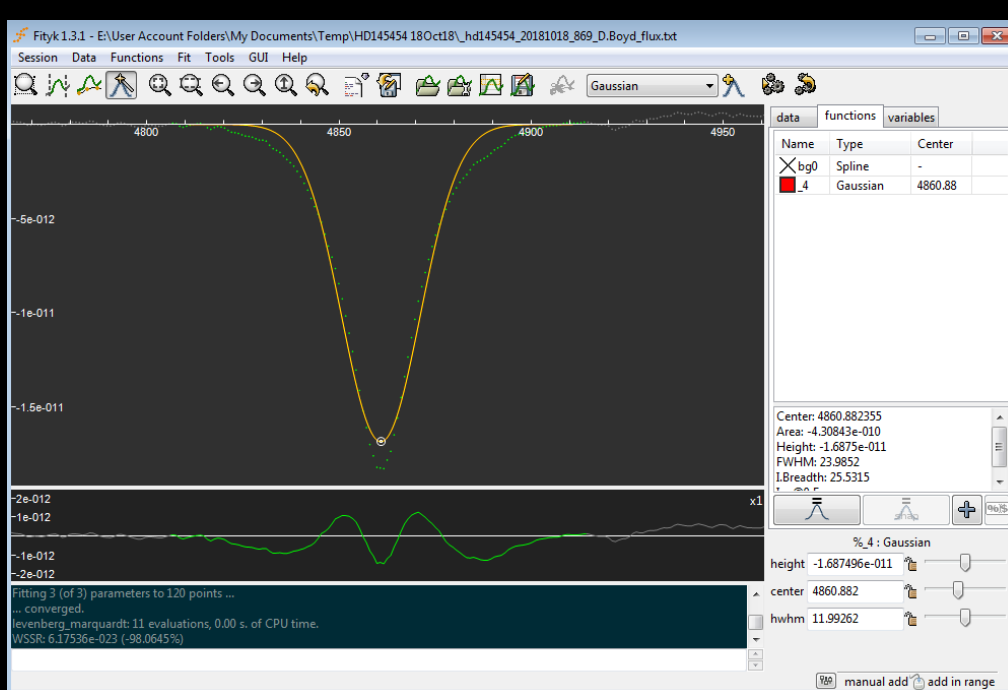 Fityk 1.3.1 - E:\User Account Folders\My Documents\Temp\HD145454 18Oct18\_hd145454_20181018_869_D.Boyd_flux.txt
Session Data Functions Fit Tools GUI Help
Gaussian
data functions variables
Name Type Center
bg0 Spline -
_4 Gaussian 4860.88
4800 4850 4900 4950
-5e-012
-1e-011
-1.5e-011
Center: 4860.882355
Area: -4.30843e-010
Height: -1.6875e-011
FWHM: 23.9852
I.Breadth: 25.5315
2e-012
x1
1e-012
-1e-012
-2e-012
%_4 : Gaussian
height -1.687496e-011
center 4860.882
hwhm 11.99262
Fitting 3 (of 3) parameters to 120 points ...
... converged.
levenberg_marquardt: 11 evaluations, 0.00 s. of CPU time.
WSSR: 6.17536e-023 (-98.0645%)
manual add add in range